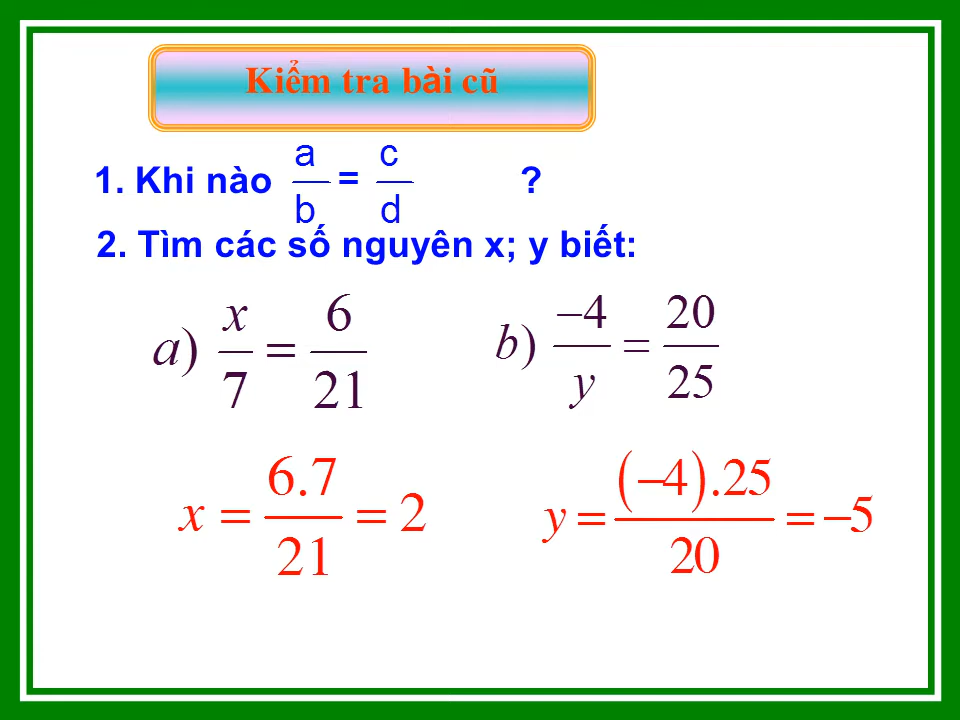 Kiểm tra bài cũ
1. Khi nào a/b = c/d ?
2. Tìm các số nguyên x; y biết:
a) x/7 = 6/21
b) −4/y = 20/25
x = 6.7/21 = 2
y = (−4).25/20 = −5